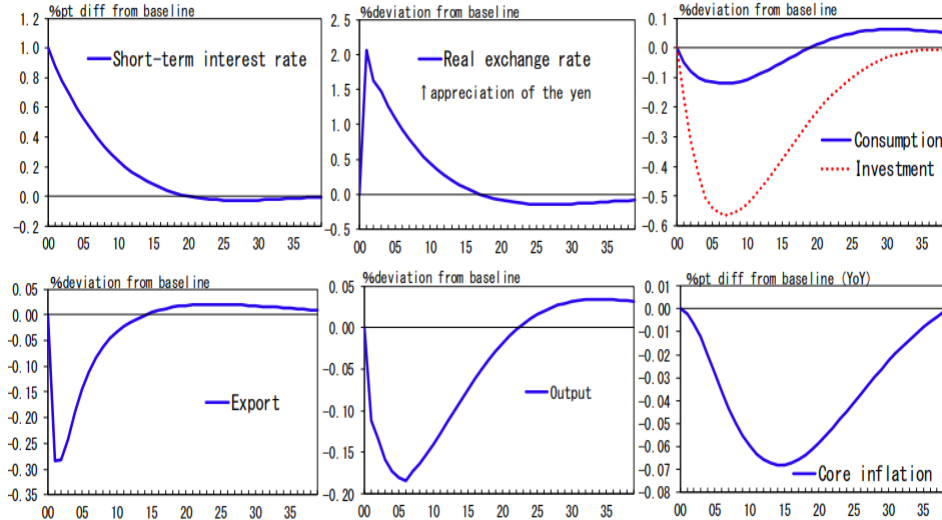 %pt diff from baseline
1.2
1.0
0.8
0.6
0.4
0.2
0.0
-0.2
Short-term interest rate
00 05 10 15 20 25 30 35
%deviation from baseline
2.5
2.0
1.5
1.0
0.5
0.0
-0.5
Real exchange rate
↑appreciation of the yen
00 05 10 15 20 25 30 35
%deviation from baseline
0.1
0.0
-0.1
-0.2
-0.3
-0.4
-0.5
-0.6
Consumption
Investment
00 05 10 15 20 25 30 35
%deviation from baseline
0.05
0.00
-0.05
-0.10
-0.15
-0.20
-0.25
-0.30
-0.35
Export
00 05 10 15 20 25 30 35
%deviation from baseline
0.05
0.00
-0.05
-0.10
-0.15
-0.20
Output
00 05 10 15 20 25 30 35
%pt diff from baseline (YoY)
0.01
0.00
-0.01
-0.02
-0.03
-0.04
-0.05
-0.06
-0.07
-0.08
Core inflation
00 05 10 15 20 25 30 35